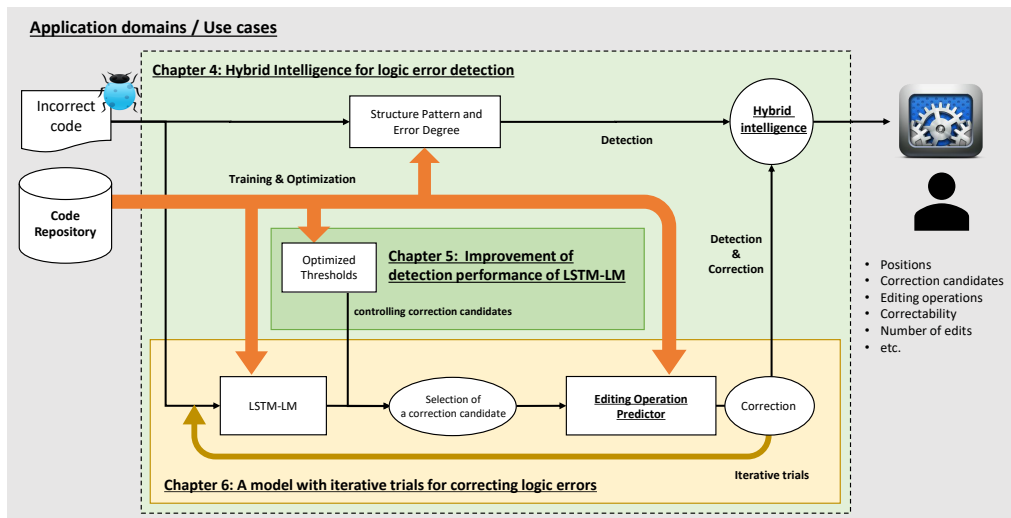 Application domains / Use cases
Chapter 4: Hybrid Intelligence for logic error detection
Incorrect
code
Structure Pattern and
Error Degree
Detection
Hybrid
intelligence
Training & Optimization
Code
Repository
Optimized
Thresholds
Chapter 5: Improvement of
detection performance of LSTM-LM
controlling correction candidates
Detection
&
Correction
• Positions
• Correction candidates
• Editing operations
• Correctability
• Number of edits
• etc.
LSTM-LM
Selection of
a correction candidate
Editing Operation
Predictor
Correction
Iterative trials
Chapter 6: A model with iterative trials for correcting logic errors